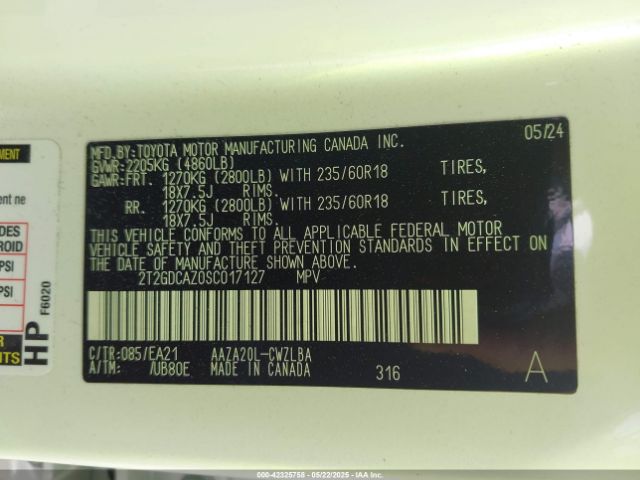 MFD.BY:TOYOTA MOTOR MANUFACTURING CANADA INC. 05/24
GVWR:2205KG (4860LB)
GAWR:FRT. 1270KG (2800LB) WITH 235/60R18 TIRES,
18X7.5J RIMS.
RR. 1270KG (2800LB) WITH 235/60R18 TIRES,
18X7.5J RIMS.
THIS VEHICLE CONFORMS TO ALL APPLICABLE FEDERAL MOTOR
VEHICLE SAFETY AND THEFT PREVENTION STANDARDS IN EFFECT ON
THE DATE OF MANUFACTURE SHOWN ABOVE.
2T2GDCAZ0SC017127 MPV
C/TR:085/EA21 AAZA20L-CWZLBA
A/TM: /UB80E MADE IN CANADA 316 A
PSI
PSI
HP F6020
000-42325758 - 05/22/2025 - IAAI.COM